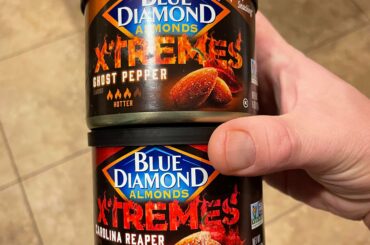 BLUE
DIAMOND
ALMONDS
XTREMES
GHOST PEPPER
HOTTER
BLUE
DIAMOND
ALMONDS
XTREMES
CAROLINA REAPER